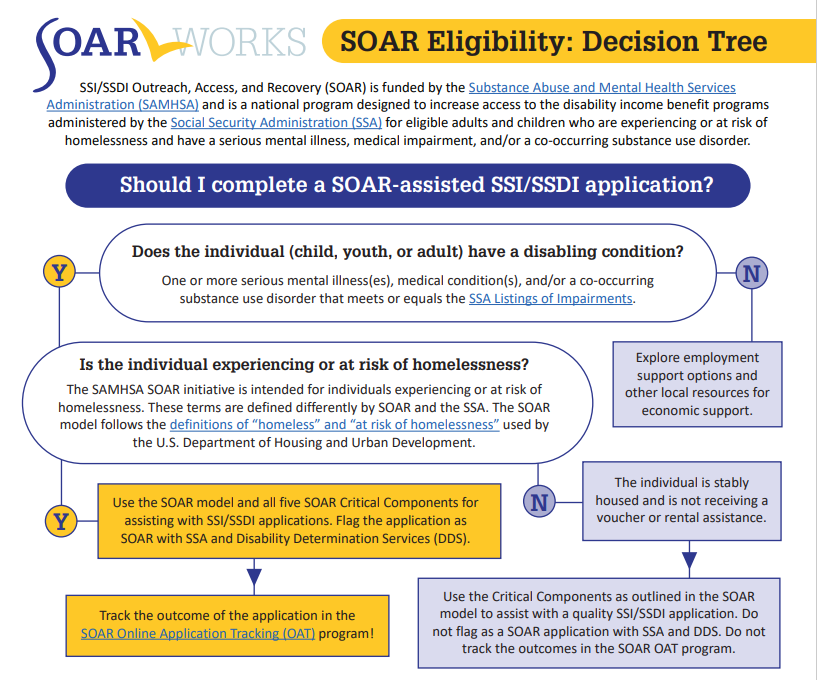 SOAR WORKS
SOAR Eligibility: Decision Tree
SSI/SSDI Outreach, Access, and Recovery (SOAR) is funded by the Substance Abuse and Mental Health Services
Administration (SAMHSA) and is a national program designed to increase access to the disability income benefit programs
administered by the Social Security Administration (SSA) for eligible adults and children who are experiencing or at risk of
homelessness and have a serious mental illness, medical impairment, and/or a co-occurring substance use disorder.
Should I complete a SOAR-assisted SSI/SSDI application?
Does the individual (child, youth, or adult) have a disabling condition?
One or more serious mental illness(es), medical condition(s), and/or a co-occurring
substance use disorder that meets or equals the SSA Listings of Impairments.
Y
N
Explore employment
support options and
other local resources for
economic support.
Is the individual experiencing or at risk of homelessness?
The SAMHSA SOAR initiative is intended for individuals experiencing or at risk of
homelessness. These terms are defined differently by SOAR and the SSA. The SOAR
model follows the definitions of “homeless” and “at risk of homelessness” used by
the U.S. Department of Housing and Urban Development.
Y
Use the SOAR model and all five SOAR Critical Components for
assisting with SSI/SSDI applications. Flag the application as
SOAR with SSA and Disability Determination Services (DDS).
Track the outcome of the application in the
SOAR Online Application Tracking (OAT) program!
N
The individual is stably
housed and is not receiving a
voucher or rental assistance.
Use the Critical Components as outlined in the SOAR
model to assist with a quality SSI/SSDI application. Do
not flag as a SOAR application with SSA and DDS. Do not
track the outcomes in the SOAR OAT program.